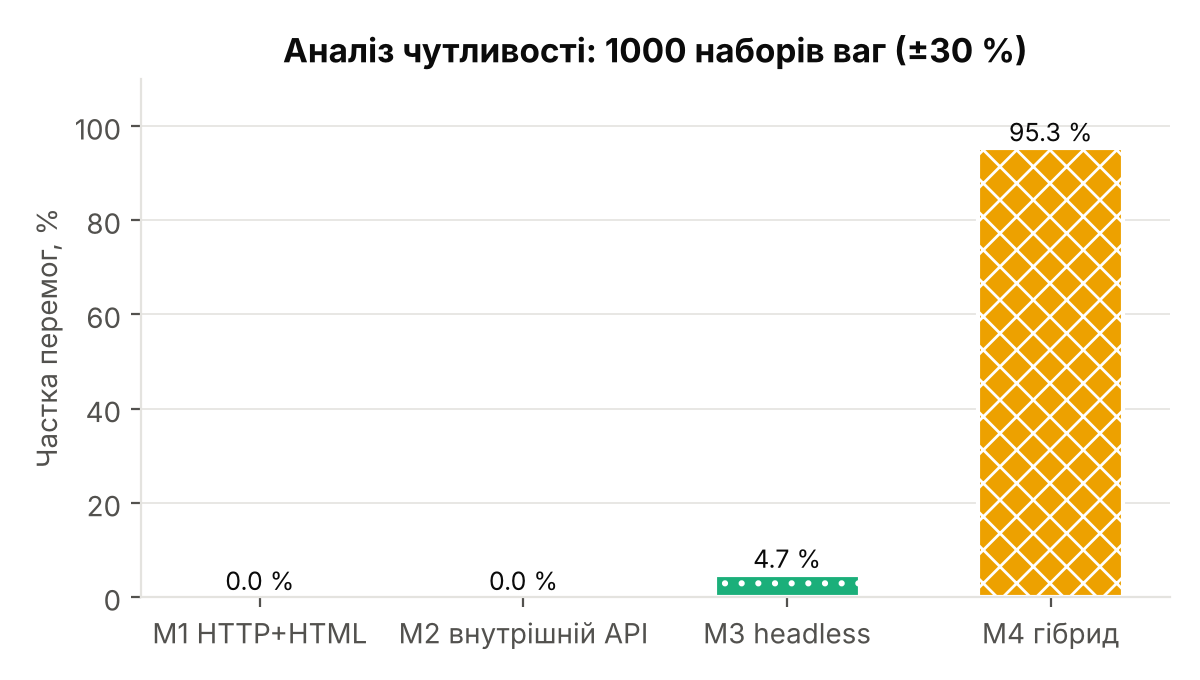 Аналіз чутливості: 1000 наборів ваг (±30 %)
Частка перемог, %
100
80
60
40
20
0
0.0 %
0.0 %
4.7 %
95.3 %
M1 HTTP+HTML
M2 внутрішній API
M3 headless
M4 гібрид